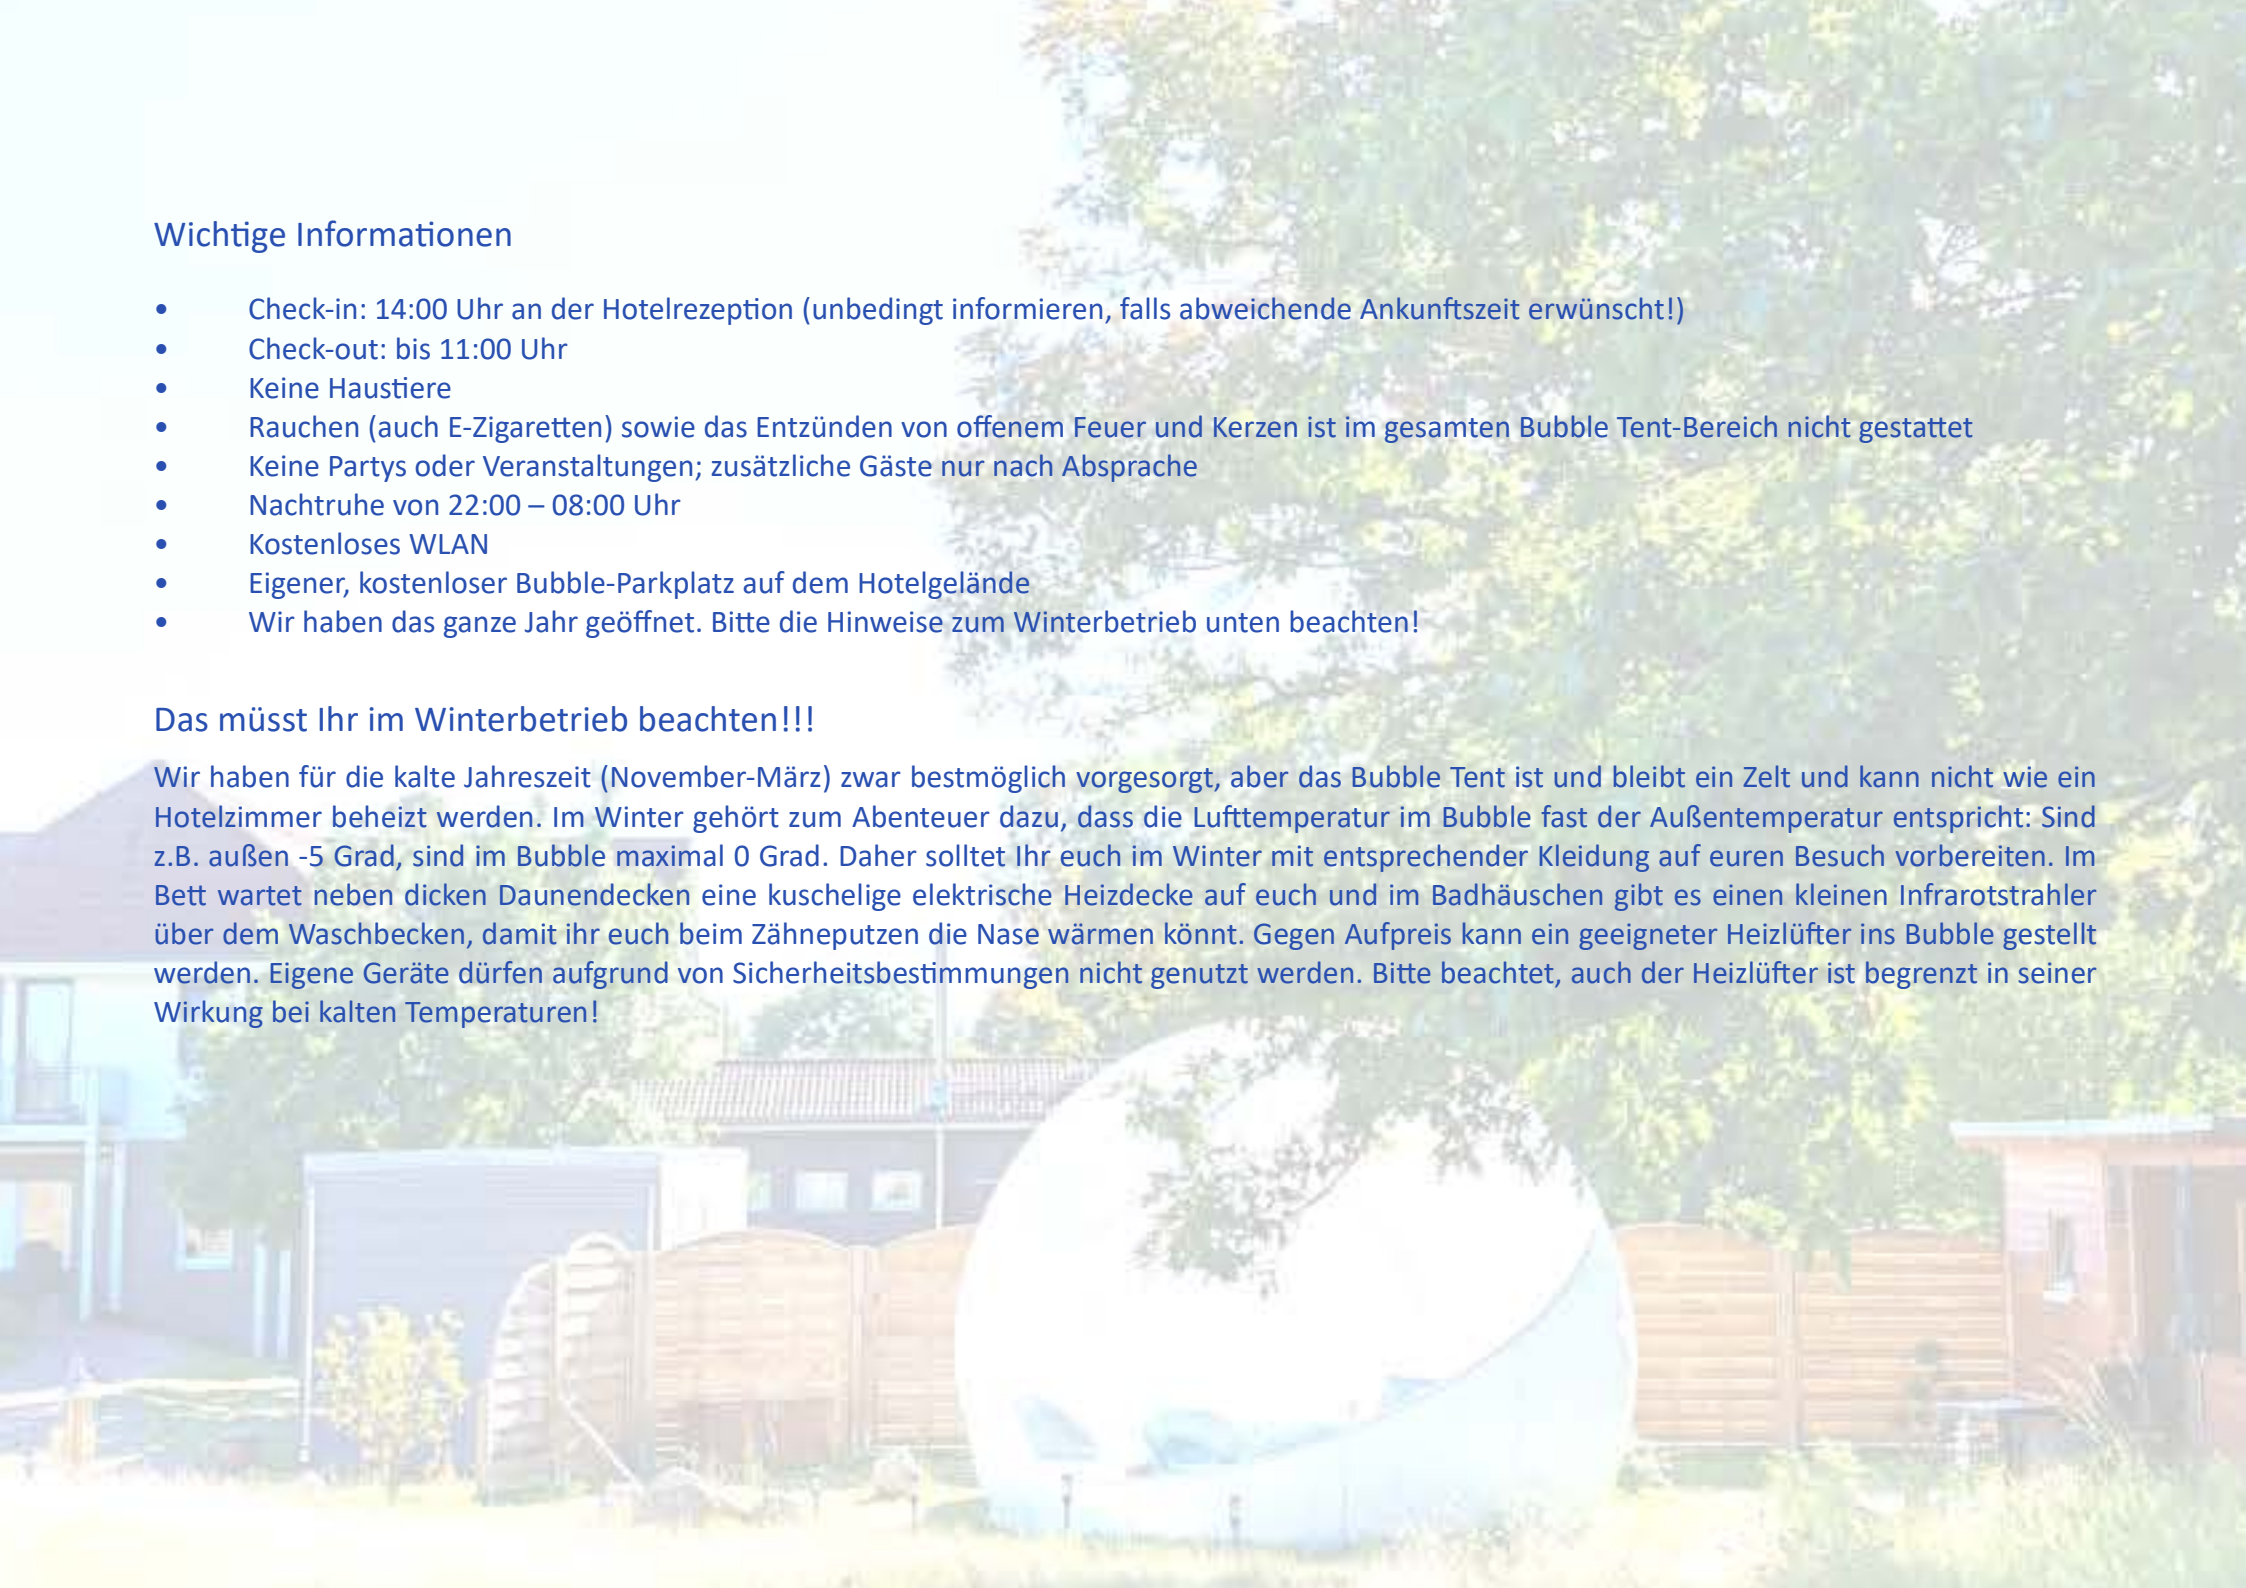 Wichtige Informationen
• Check-in: 14:00 Uhr an der Hotelrezeption (unbedingt informieren, falls abweichende Ankunftszeit erwünscht!)
• Check-out: bis 11:00 Uhr
• Keine Haustiere
• Rauchen (auch E-Zigaretten) sowie das Entzünden von offenem Feuer und Kerzen ist im gesamten Bubble Tent-Bereich nicht gestattet
• Keine Partys oder Veranstaltungen; zusätzliche Gäste nur nach Absprache
• Nachtruhe von 22:00 – 08:00 Uhr
• Kostenloses WLAN
• Eigener, kostenloser Bubble-Parkplatz auf dem Hotelgelände
• Wir haben das ganze Jahr geöffnet. Bitte die Hinweise zum Winterbetrieb unten beachten!
Das müsst Ihr im Winterbetrieb beachten!!!
Wir haben für die kalte Jahreszeit (November-März) zwar bestmöglich vorgesorgt, aber das Bubble Tent ist und bleibt ein Zelt und kann nicht wie ein
Hotelzimmer beheizt werden. Im Winter gehört zum Abenteuer dazu, dass die Lufttemperatur im Bubble fast der Außentemperatur entspricht: Sind
z.B. außen -5 Grad, sind im Bubble maximal 0 Grad. Daher solltet Ihr euch im Winter mit entsprechender Kleidung auf euren Besuch vorbereiten. Im
Bett wartet neben dicken Daunendecken eine kuschelige elektrische Heizdecke auf euch und im Badhäuschen gibt es einen kleinen Infrarotstrahler
über dem Waschbecken, damit ihr euch beim Zähneputzen die Nase wärmen könnt. Gegen Aufpreis kann ein geeigneter Heizlüfter ins Bubble gestellt
werden. Eigene Geräte dürfen aufgrund von Sicherheitsbestimmungen nicht genutzt werden. Bitte beachtet, auch der Heizlüfter ist begrenzt in seiner
Wirkung bei kalten Temperaturen!